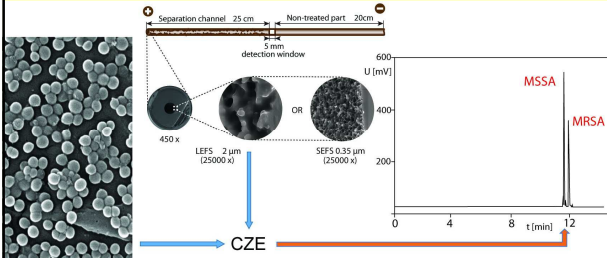 Separation channel 25 cm
Non-treated part 20cm
5 mm
detection window
450 x
LEFS 2 µm
(25000 x)
OR
SEFS 0.35 µm
(25000 x)
CZE
U [mV]
600
400
200
MSSA
MRSA
0 4 8 12
t [min]